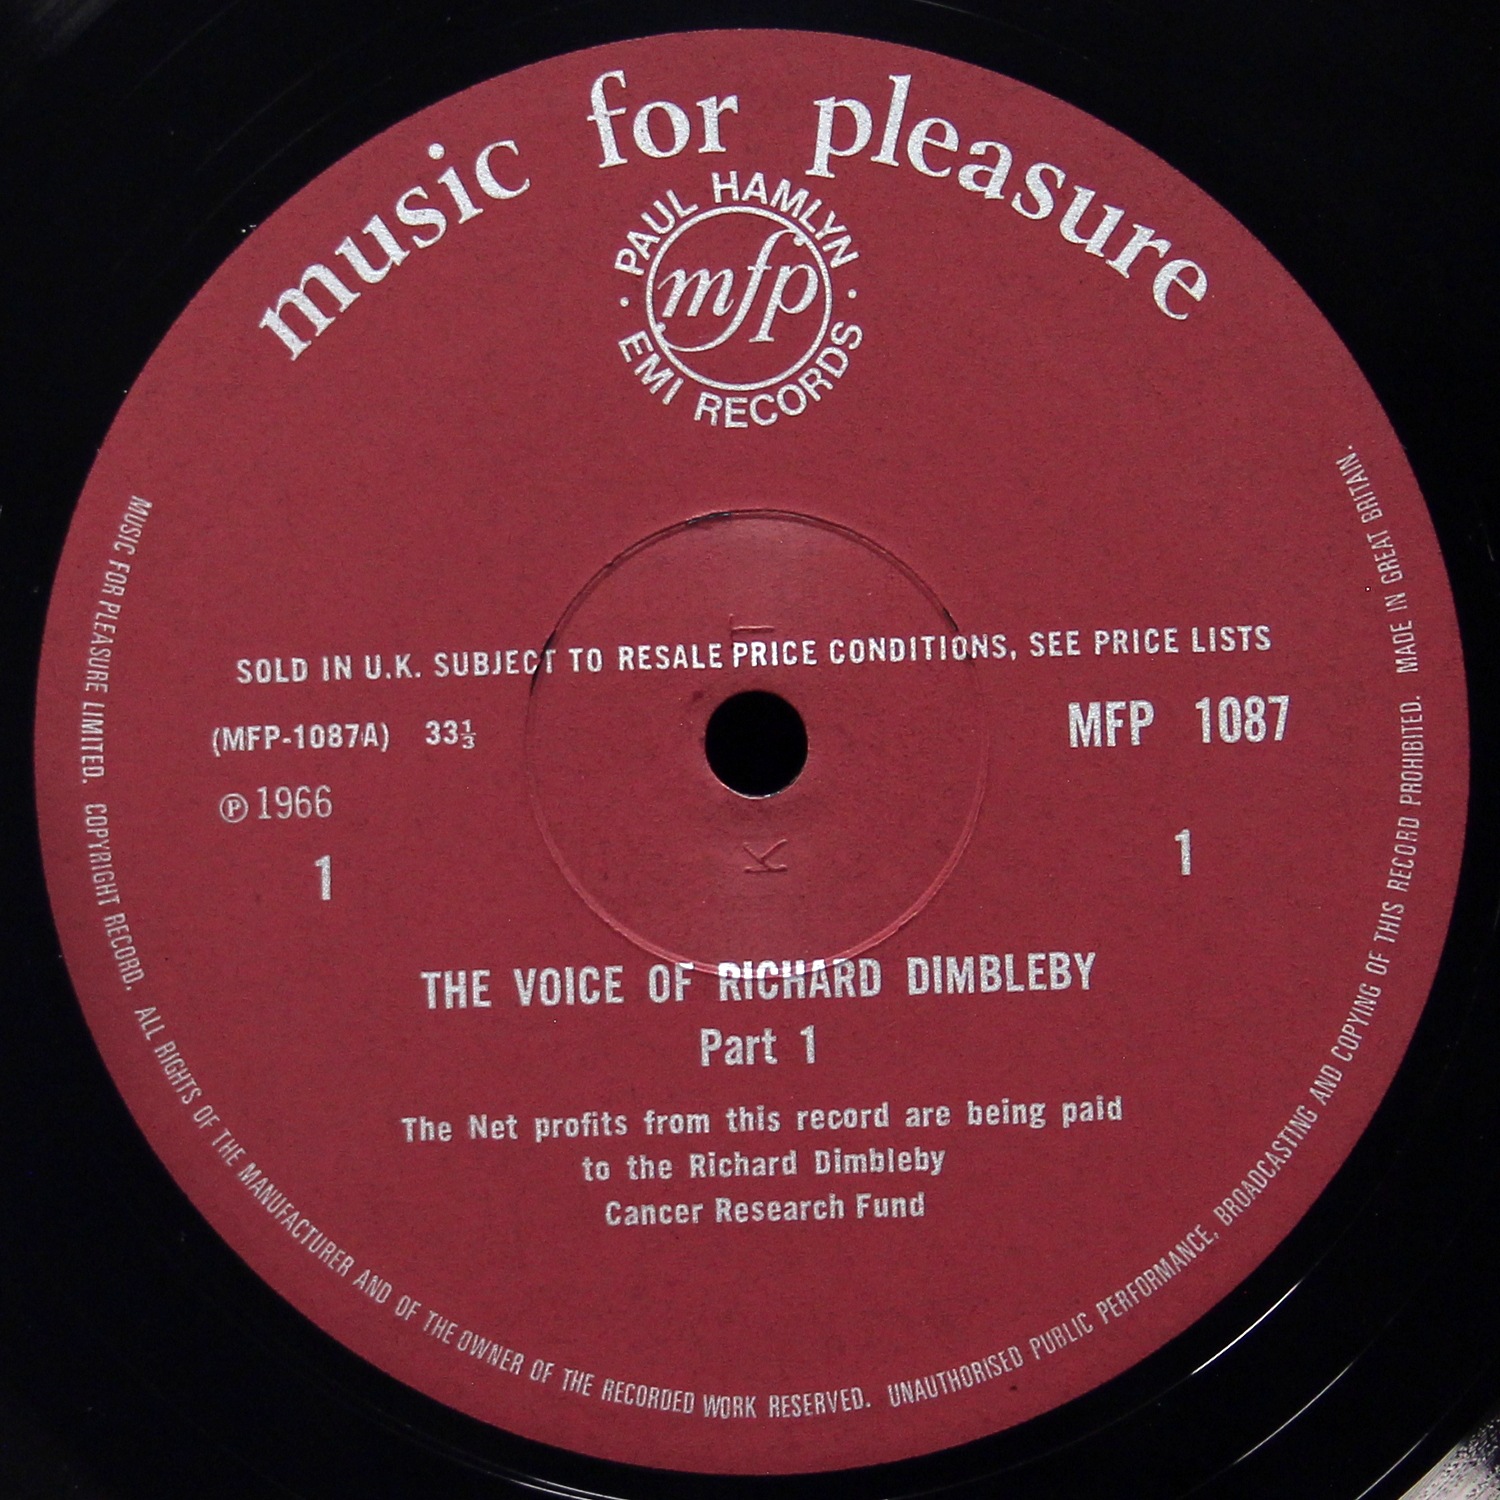 music for pleasure
PAUL HAMLYN
mfp
EMI RECORDS
SOLD IN U.K. SUBJECT TO RESALE PRICE CONDITIONS, SEE PRICE LISTS
(MFP-1087A) 33⅓
MFP 1087
℗ 1966
1
1
THE VOICE OF RICHARD DIMBLEBY
Part 1
The Net profits from this record are being paid
to the Richard Dimbleby
Cancer Research Fund
MUSIC FOR PLEASURE LIMITED. COPYRIGHT RECORD. ALL RIGHTS OF THE MANUFACTURER AND OF THE OWNER OF THE RECORDED WORK RESERVED. UNAUTHORISED PUBLIC PERFORMANCE, BROADCASTING AND COPYING OF THIS RECORD PROHIBITED. MADE IN GREAT BRITAIN.
K T